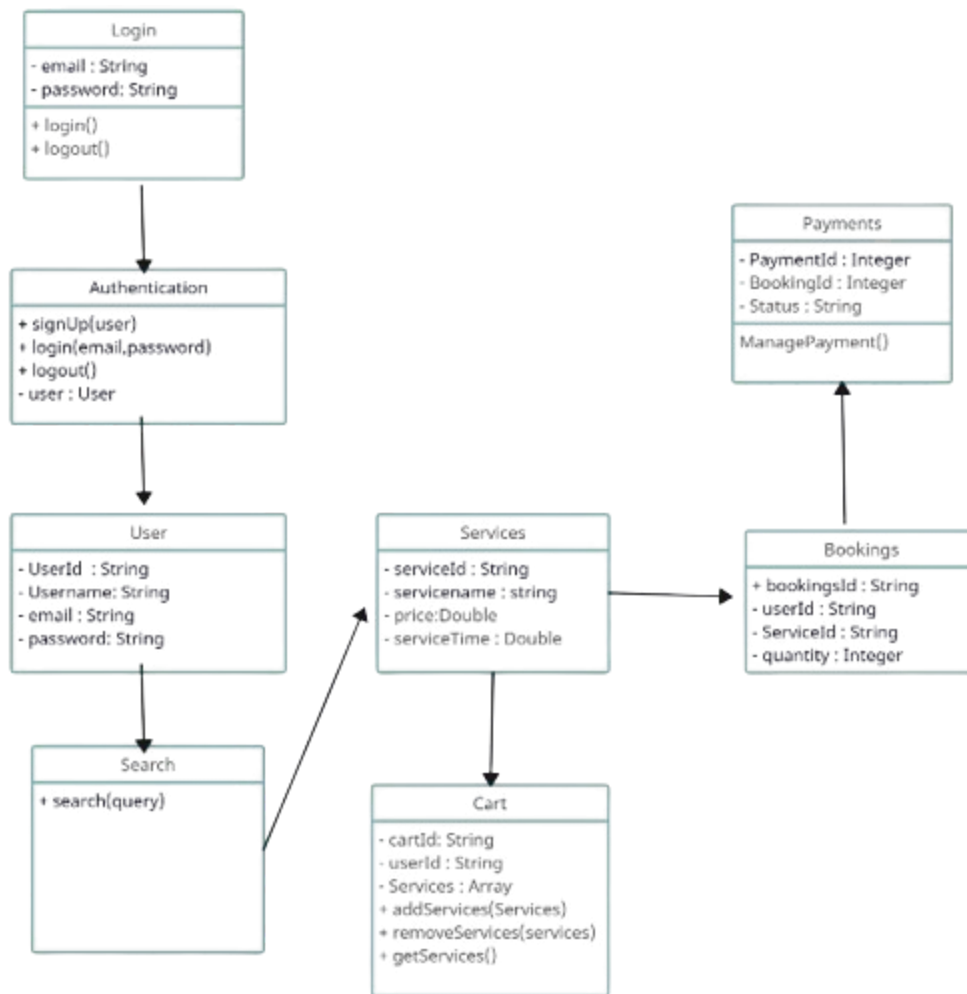 Login
- email : String
- password: String
+ login()
+ logout()
Authentication
+ signUp(user)
+ login(email,password)
+ logout()
- user : User
User
- UserId : String
- Username: String
- email : String
- password: String
Search
+ search(query)
Services
- serviceId : String
- servicename : string
- price:Double
- serviceTime : Double
Cart
- cartId: String
- userId : String
- Services : Array
+ addServices(Services)
+ removeServices(services)
+ getServices()
Payments
- PaymentId : Integer
- BookingId : Integer
- Status : String
ManagePayment()
Bookings
+ bookingsId : String
- userId : String
- ServiceId : String
- quantity : Integer